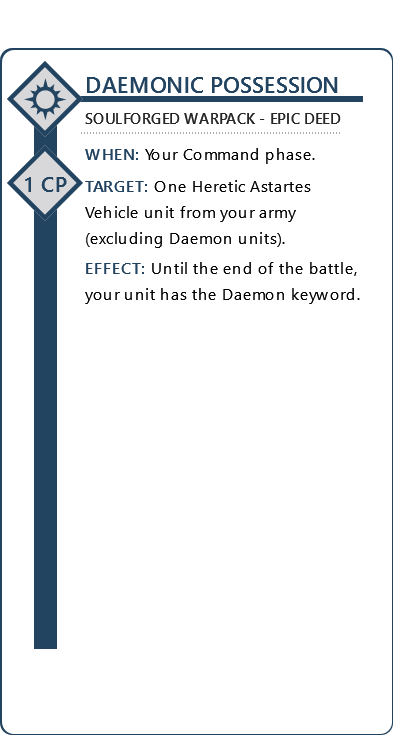 DAEMONIC POSSESSION
SOULFORGED WARPACK - EPIC DEED
WHEN: Your Command phase.
1 CP
TARGET: One Heretic Astartes
Vehicle unit from your army
(excluding Daemon units).
EFFECT: Until the end of the battle,
your unit has the Daemon keyword.